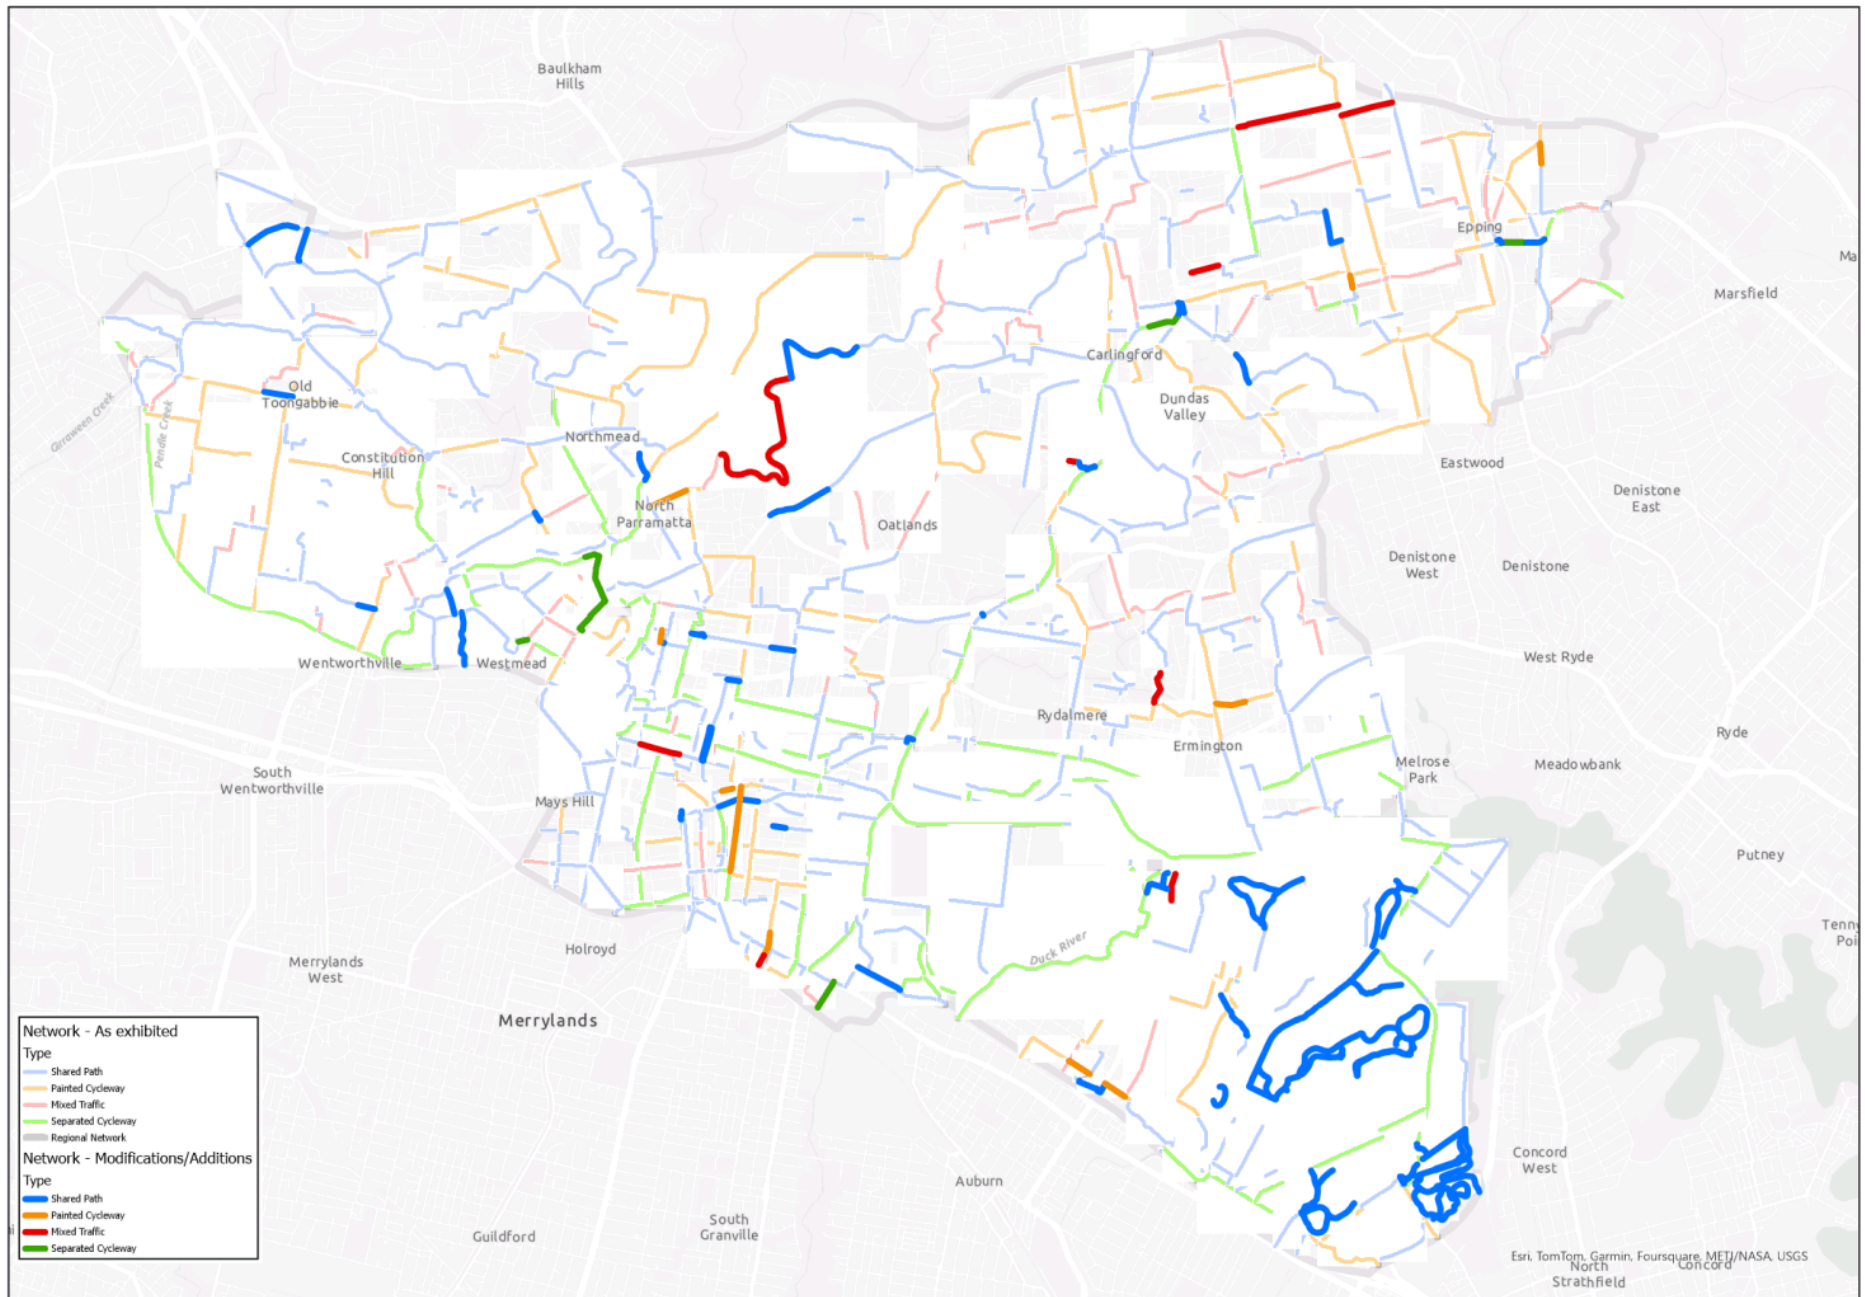 Baulkham
Hills
Epping
Ma
Marsfield
Carlingford
Old
Toongabbie
Dundas
Valley
Pendle Creek
Northmead
Constitution
Hill
Eastwood
Denistone
East
North
Parramatta
Oatlands
Denistone
West
Denistone
Wentworthville
Westmead
West Ryde
Rydalmere
Ermington
Ryde
South
Wentworthville
Melrose
Park
Meadowbank
Mays Hill
Putney
Holroyd
Duck River
Tenny
Poi
Merrylands
West
Merrylands
Network - As exhibited
Type
Shared Path
Painted Cycleway
Mixed Traffic
Separated Cycleway
Regional Network
Network - Modifications/Additions
Type
Shared Path
Painted Cycleway
Mixed Traffic
Separated Cycleway
Auburn
Concord
West
South
Granville
Guildford
Esri, TomTom, Garmin, Foursquare, METI/NASA, USGS
North
Strathfield
Concord